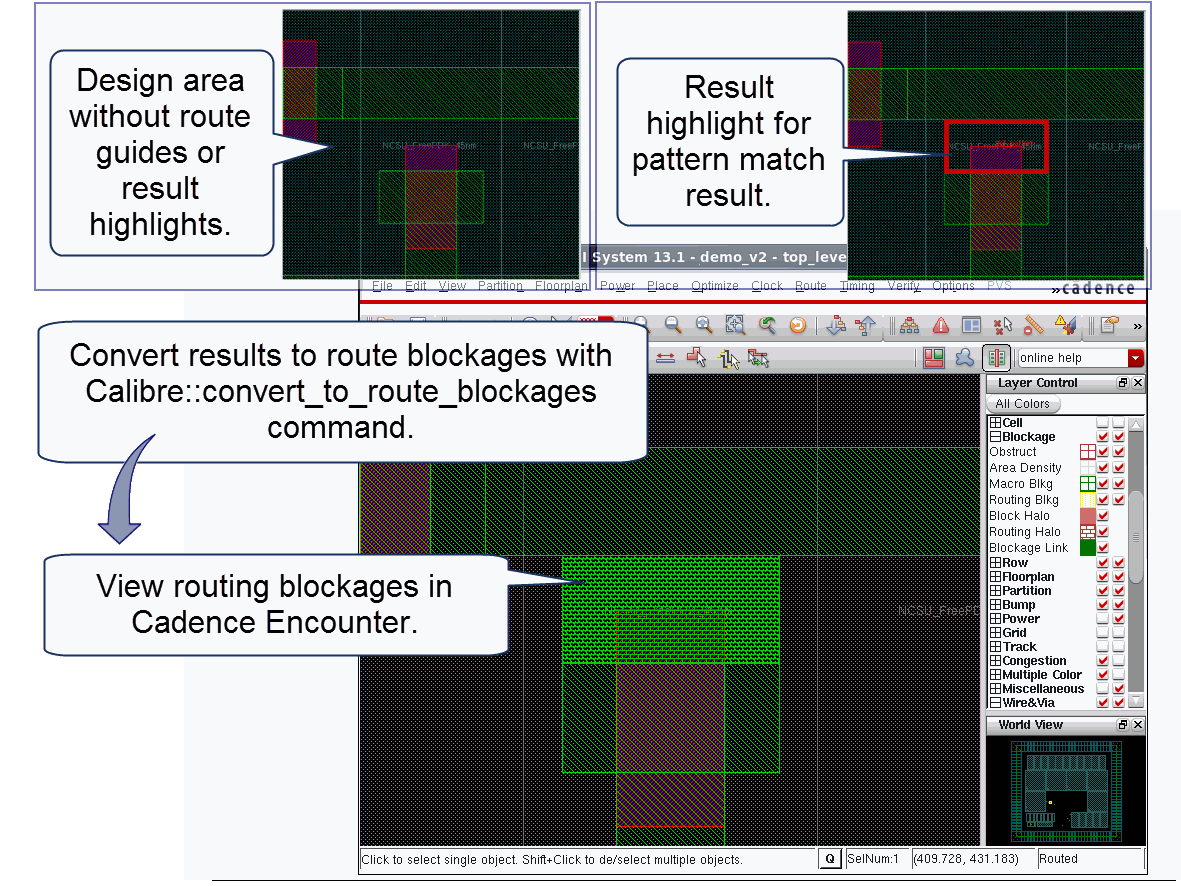 Design area
without route
guides or
result
highlights.
NCSU_FreePDK_45nm
NCSU_FreeP
Result
highlight for
pattern match
result.
NCSU_FreeP
I System 13.1 - demo_v2 - top_leve
File Edit View Partition Floorplan Power Place Optimize Clock Route Timing Verify Options PVS
» cādence
Convert results to route blockages with
Calibre::convert_to_route_blockages
command.
»
online help
Layer Control
All Colors
Cell
Blockage
Obstruct
Area Density
Macro Blkg
Routing Blkg
Block Halo
Routing Halo
Blockage Link
Row
Floorplan
Partition
Bump
Power
Grid
Track
Congestion
Multiple Color
Miscellaneous
Wire&Via
View routing blockages in
Cadence Encounter.
NCSU_FreePD
World View
Click to select single object. Shift+Click to de/select multiple objects.
Q
SelNum:1
(409.728, 431.183)
Routed